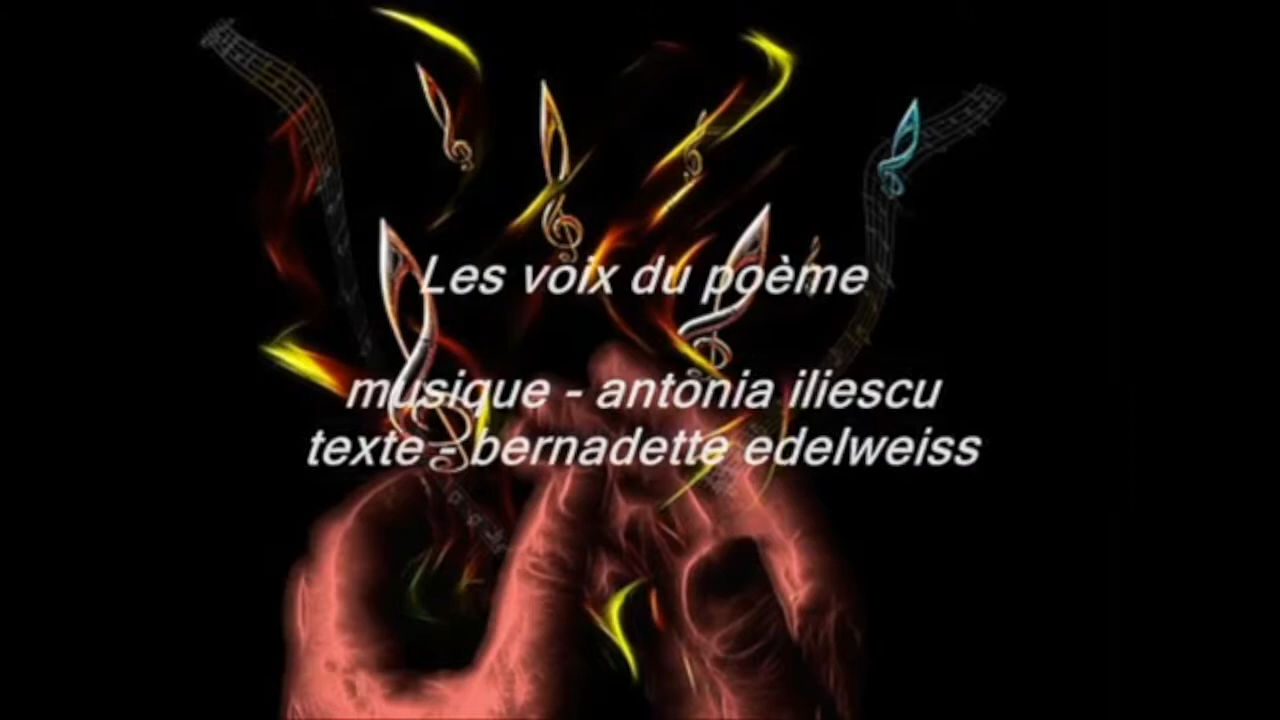 Les voix du poème
musique - antonia iliescu
texte - bernadette edelweiss